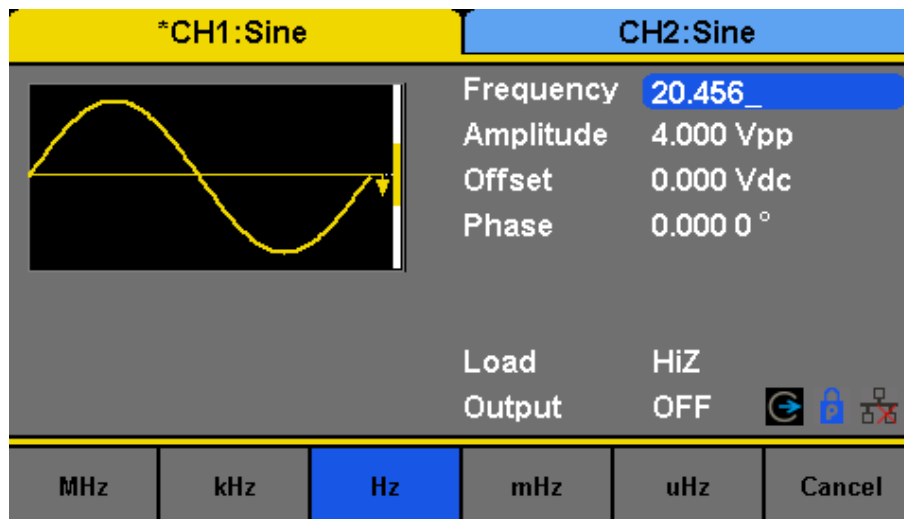 *CH1:Sine
CH2:Sine
Frequency 20.456_
Amplitude 4.000 Vpp
Offset 0.000 Vdc
Phase 0.000 0 °
Load HiZ
Output OFF
P
MHz kHz Hz mHz uHz Cancel